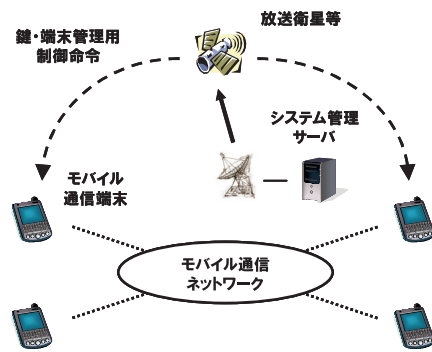 放送衛星等
鍵・端末管理用
制御命令
システム管理
サーバ
モバイル
通信端末
モバイル通信
ネットワーク